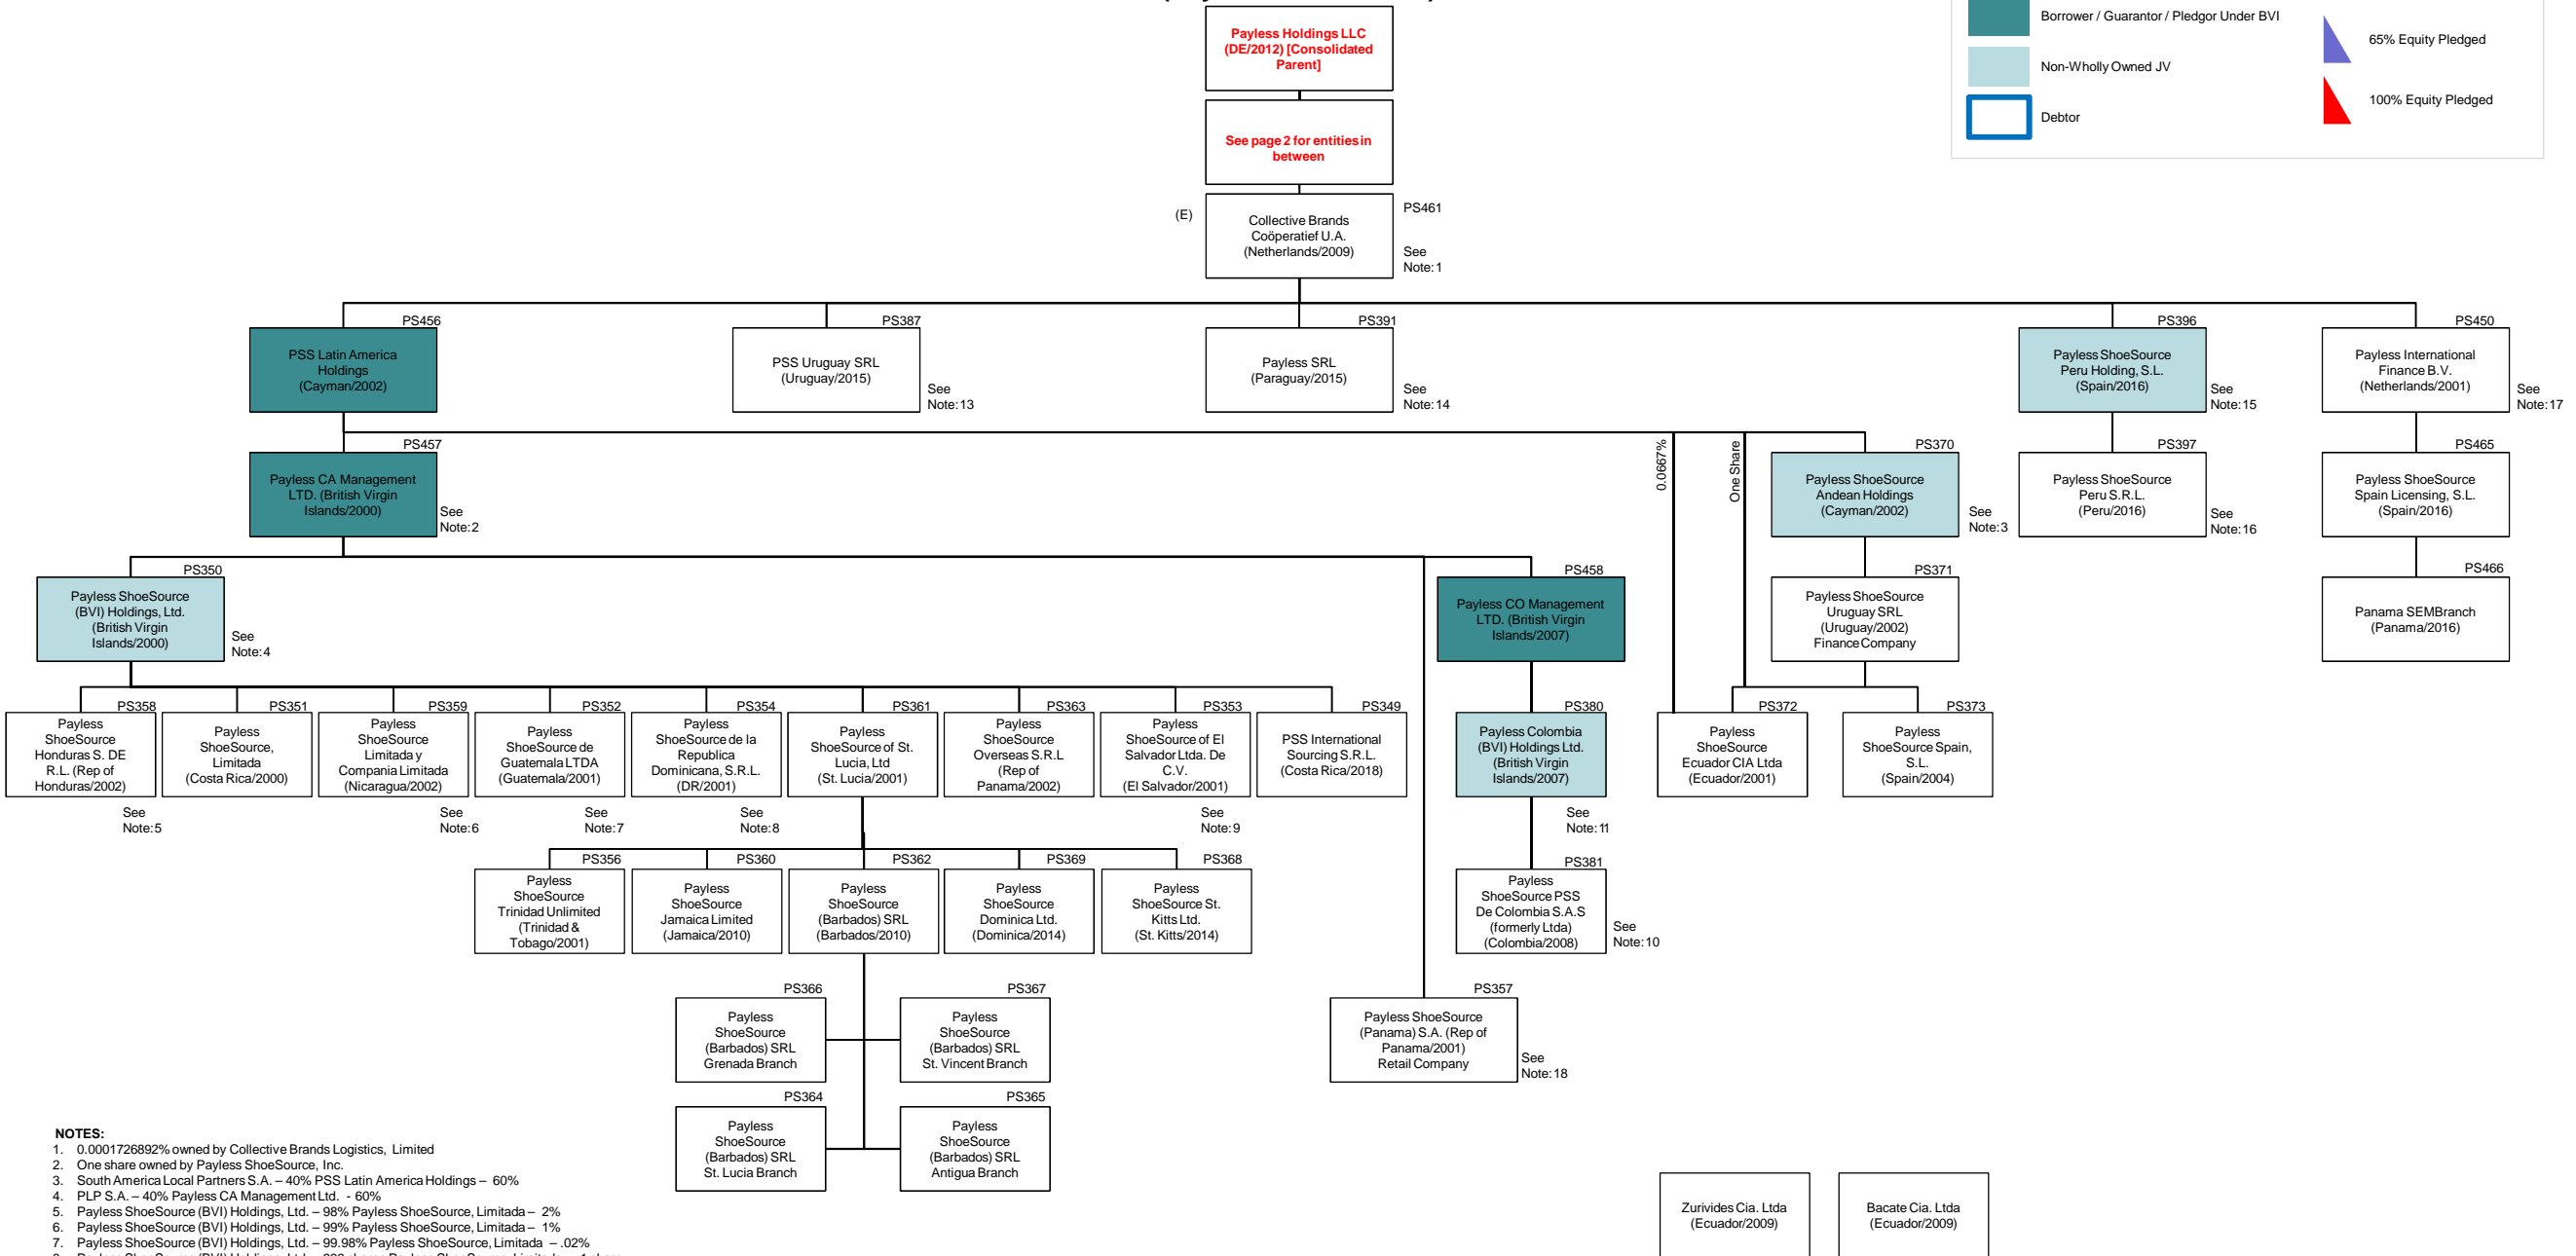 Payless Holdings LLC
(DE/2012) [Consolidated
Parent]
See page 2 for entities in
between
Borrower / Guarantor / Pledgor Under BVI
Non-Wholly Owned JV
Debtor
65% Equity Pledged
100% Equity Pledged
(E)
Collective Brands
Coöperatief U.A.
(Netherlands/2009)
PS461
See
Note: 1
PS456
PSS Latin America
Holdings
(Cayman/2002)
PS387
PSS Uruguay SRL
(Uruguay/2015)
See
Note: 13
PS391
Payless SRL
(Paraguay/2015)
See
Note: 14
PS396
Payless ShoeSource
Peru Holding, S.L.
(Spain/2016)
See
Note: 15
PS450
Payless International
Finance B.V.
(Netherlands/2001)
See
Note: 17
PS457
Payless CA Management
LTD. (British Virgin
Islands/2000)
See
Note: 2
0.0667%
One Share
PS370
Payless ShoeSource
Andean Holdings
(Cayman/2002)
See
Note: 3
PS397
Payless ShoeSource
Peru S.R.L.
(Peru/2016)
See
Note: 16
PS465
Payless ShoeSource
Spain Licensing, S.L.
(Spain/2016)
PS350
Payless ShoeSource
(BVI) Holdings, Ltd.
(British Virgin
Islands/2000)
See
Note: 4
PS458
Payless CO Management
LTD. (British Virgin
Islands/2007)
PS371
Payless ShoeSource
Uruguay SRL
(Uruguay/2002)
Finance Company
PS466
Panama SEM Branch
(Panama/2016)
PS358
Payless
ShoeSource
Honduras S. DE
R.L. (Rep of
Honduras/2002)
See
Note: 5
PS351
Payless
ShoeSource,
Limitada
(Costa Rica/2000)
PS359
Payless
ShoeSource
Limitada y
Compania Limitada
(Nicaragua/2002)
See
Note: 6
PS352
Payless
ShoeSource de
Guatemala LTDA
(Guatemala/2001)
See
Note: 7
PS354
Payless
ShoeSource de la
Republica
Dominicana, S.R.L.
(DR/2001)
See
Note: 8
PS361
Payless
ShoeSource of St.
Lucia, Ltd
(St. Lucia/2001)
PS363
Payless
ShoeSource
Overseas S.R.L
(Rep of
Panama/2002)
PS353
Payless
ShoeSource of El
Salvador Ltda. De
C.V.
(El Salvador/2001)
See
Note: 9
PS349
PSS International
Sourcing S.R.L.
(Costa Rica/2018)
PS380
Payless Colombia
(BVI) Holdings Ltd.
(British Virgin
Islands/2007)
See
Note: 11
PS372
Payless
ShoeSource
Ecuador CIA Ltda
(Ecuador/2001)
PS373
Payless
ShoeSource Spain,
S.L.
(Spain/2004)
PS356
Payless
ShoeSource
Trinidad Unlimited
(Trinidad &
Tobago/2001)
PS360
Payless
ShoeSource
Jamaica Limited
(Jamaica/2010)
PS362
Payless
ShoeSource
(Barbados) SRL
(Barbados/2010)
PS369
Payless
ShoeSource
Dominica Ltd.
(Dominica/2014)
PS368
Payless
ShoeSource St.
Kitts Ltd.
(St. Kitts/2014)
PS381
Payless
ShoeSource PSS
De Colombia S.A.S
(formerly Ltda)
(Colombia/2008)
See
Note: 10
PS366
Payless
ShoeSource
(Barbados) SRL
Grenada Branch
PS367
Payless
ShoeSource
(Barbados) SRL
St. Vincent Branch
PS357
Payless ShoeSource
(Panama) S.A. (Rep of
Panama/2001)
Retail Company
See
Note: 18
PS364
Payless
ShoeSource
(Barbados) SRL
St. Lucia Branch
PS365
Payless
ShoeSource
(Barbados) SRL
Antigua Branch
Zurivides Cia. Ltda
(Ecuador/2009)
Bacate Cia. Ltda
(Ecuador/2009)
NOTES:
1. 0.0001726892% owned by Collective Brands Logistics, Limited
2. One share owned by Payless ShoeSource, Inc.
3. South America Local Partners S.A. – 40% PSS Latin America Holdings – 60%
4. PLP S.A. – 40% Payless CA Management Ltd. - 60%
5. Payless ShoeSource (BVI) Holdings, Ltd. – 98% Payless ShoeSource, Limitada – 2%
6. Payless ShoeSource (BVI) Holdings, Ltd. – 99% Payless ShoeSource, Limitada – 1%
7. Payless ShoeSource (BVI) Holdings, Ltd. – 99.98% Payless ShoeSource, Limitada – .02%